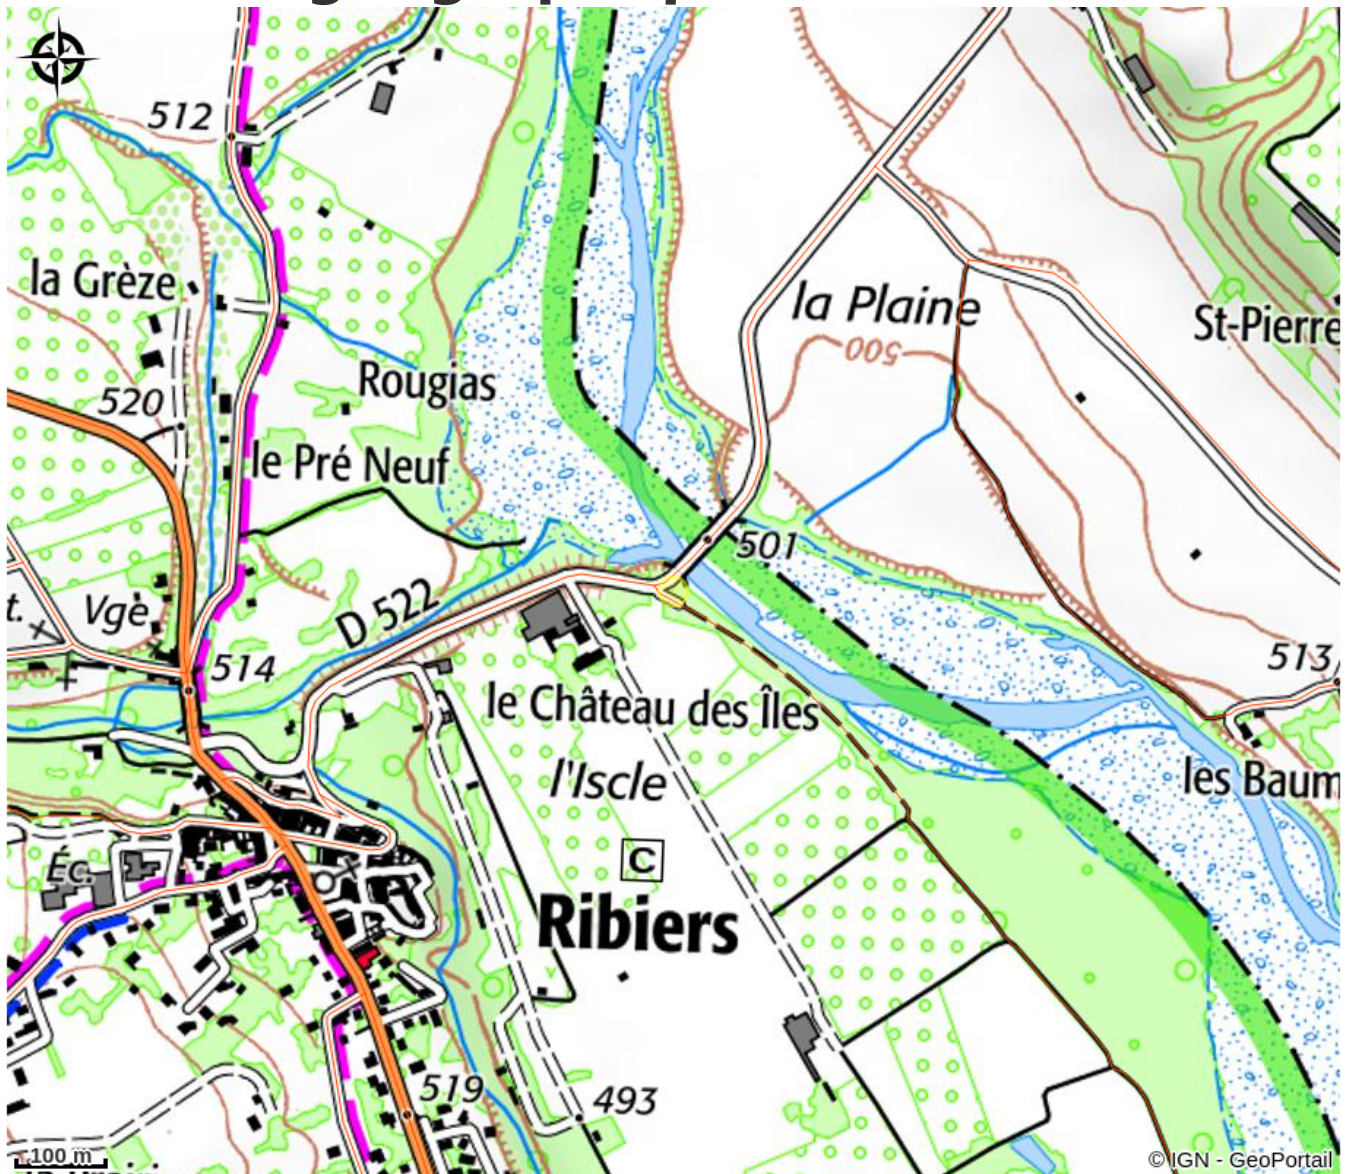 512
la Grèze
la Plaine
St-Pierre
500
Rougias
520
le Pré Neuf
501
D 522
t.
Vgè
514
513
le Château des Îles
l'Iscle
les Baum
C
Éc.
Ribiers
519
493
100 m
© IGN - GeoPortail